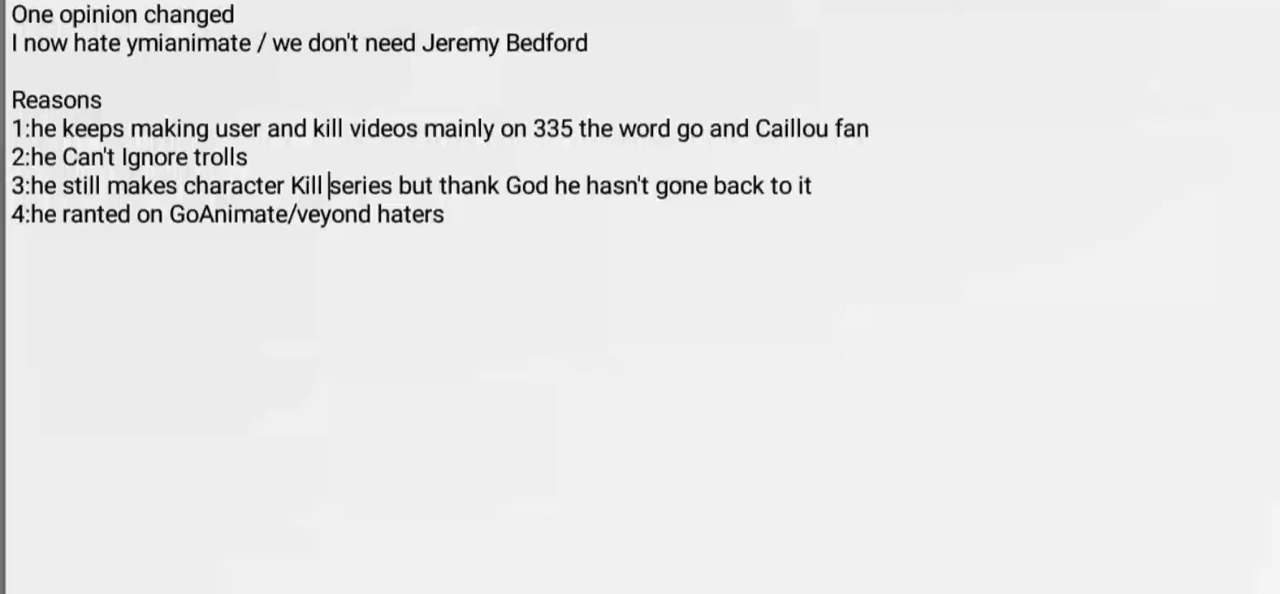 One opinion changed
I now hate ymianimate / we don't need Jeremy Bedford
Reasons
1:he keeps making user and kill videos mainly on 335 the word go and Caillou fan
2:he Can't Ignore trolls
3:he still makes character Kill series but thank God he hasn't gone back to it
4:he ranted on GoAnimate/veyond haters